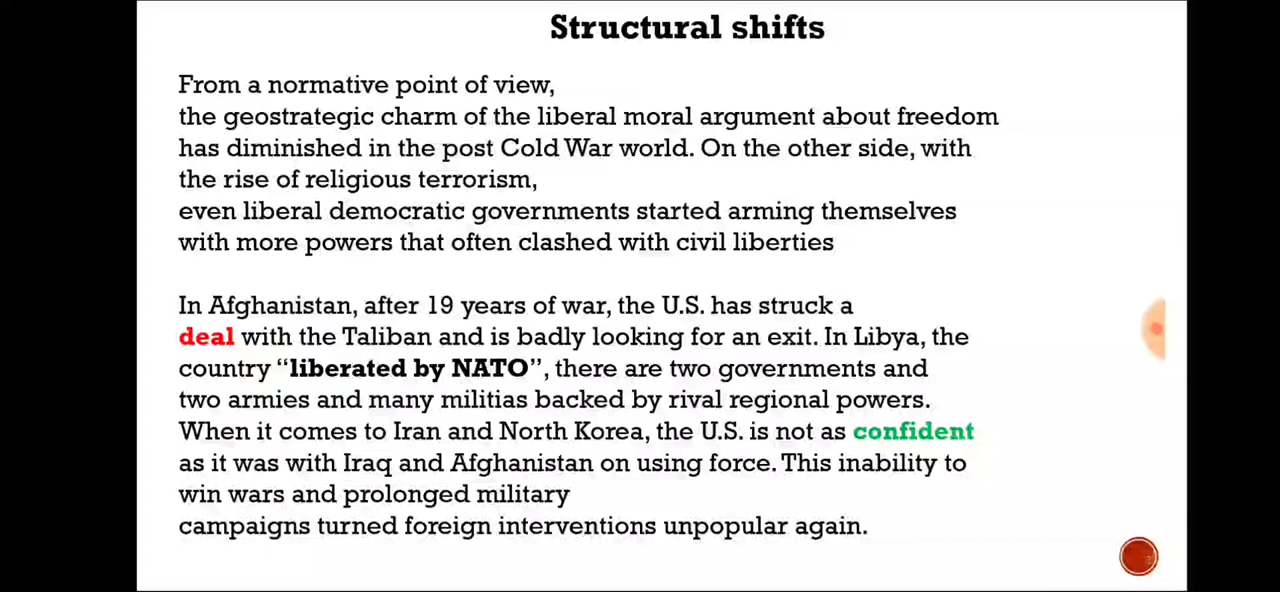 Structural shifts
From a normative point of view,
the geostrategic charm of the liberal moral argument about freedom
has diminished in the post Cold War world. On the other side, with
the rise of religious terrorism,
even liberal democratic governments started arming themselves
with more powers that often clashed with civil liberties
In Afghanistan, after 19 years of war, the U.S. has struck a
deal with the Taliban and is badly looking for an exit. In Libya, the
country “liberated by NATO”, there are two governments and
two armies and many militias backed by rival regional powers.
When it comes to Iran and North Korea, the U.S. is not as confident
as it was with Iraq and Afghanistan on using force. This inability to
win wars and prolonged military
campaigns turned foreign interventions unpopular again.